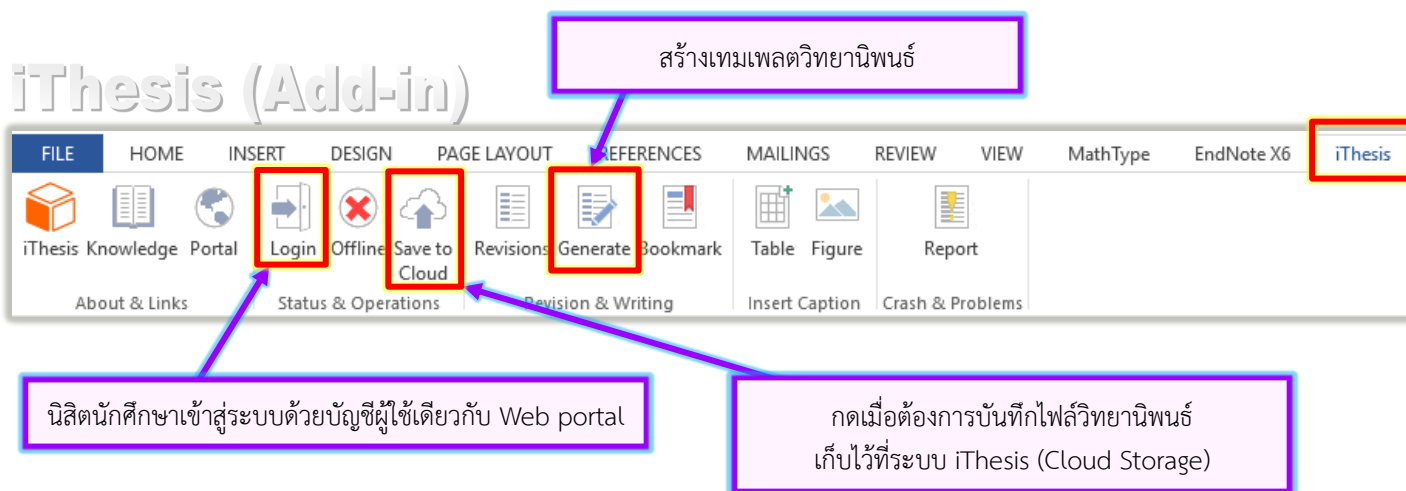 สร้างเทมเพลตวิทยานิพนธ์
iThesis (Add-in)
FILE HOME INSERT DESIGN PAGE LAYOUT REFERENCES MAILINGS REVIEW VIEW MathType EndNote X6 iThesis
iThesis Knowledge Portal Login Offline Save to Revisions Generate Bookmark Table Figure Report
Cloud
About & Links Status & Operations Revision & Writing Insert Caption Crash & Problems
นิสิตนักศึกษาเข้าสู่ระบบด้วยบัญชีผู้ใช้เดียวกับ Web portal
กดเมื่อต้องการบันทึกไฟล์วิทยานิพนธ์
เก็บไว้ที่ระบบ iThesis (Cloud Storage)